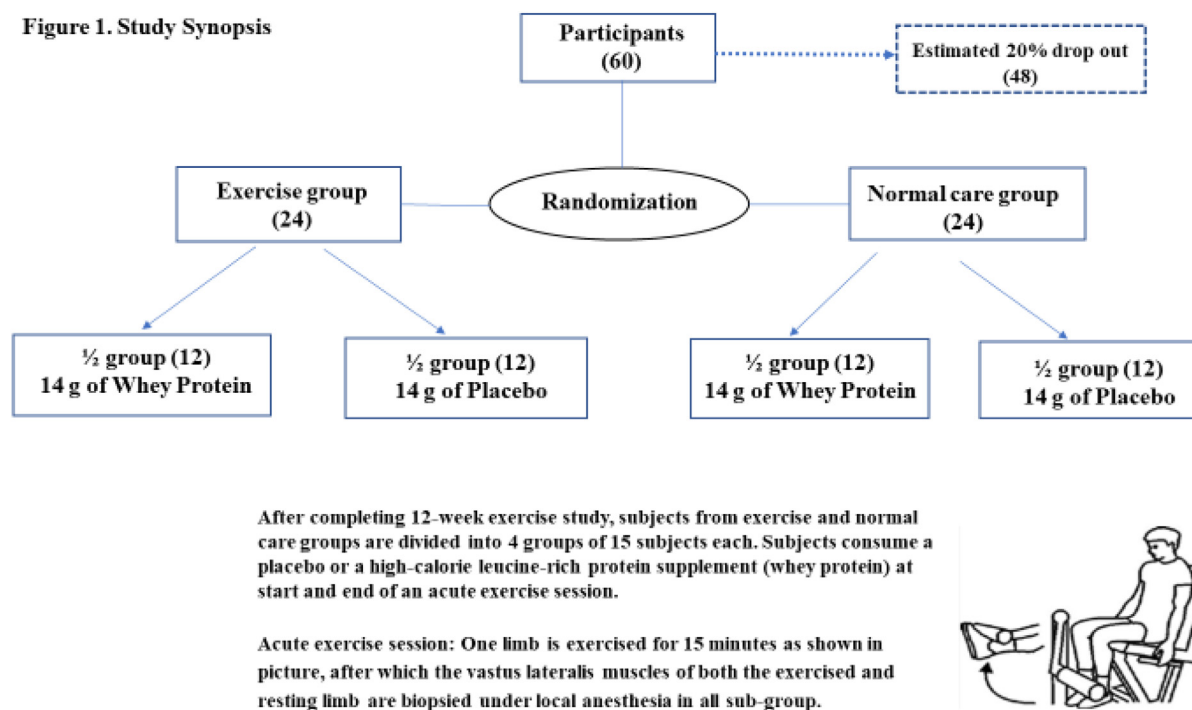 Figure 1. Study Synopsis
Participants
(60)
Estimated 20% drop out
(48)
Exercise group
(24)
Randomization
Normal care group
(24)
½ group (12)
14 g of Whey Protein
½ group (12)
14 g of Placebo
½ group (12)
14 g of Whey Protein
½ group (12)
14 g of Placebo
After completing 12-week exercise study, subjects from exercise and normal
care groups are divided into 4 groups of 15 subjects each. Subjects consume a
placebo or a high-calorie leucine-rich protein supplement (whey protein) at
start and end of an acute exercise session.
Acute exercise session: One limb is exercised for 15 minutes as shown in
picture, after which the vastus lateralis muscles of both the exercised and
resting limb are biopsied under local anesthesia in all sub-group.